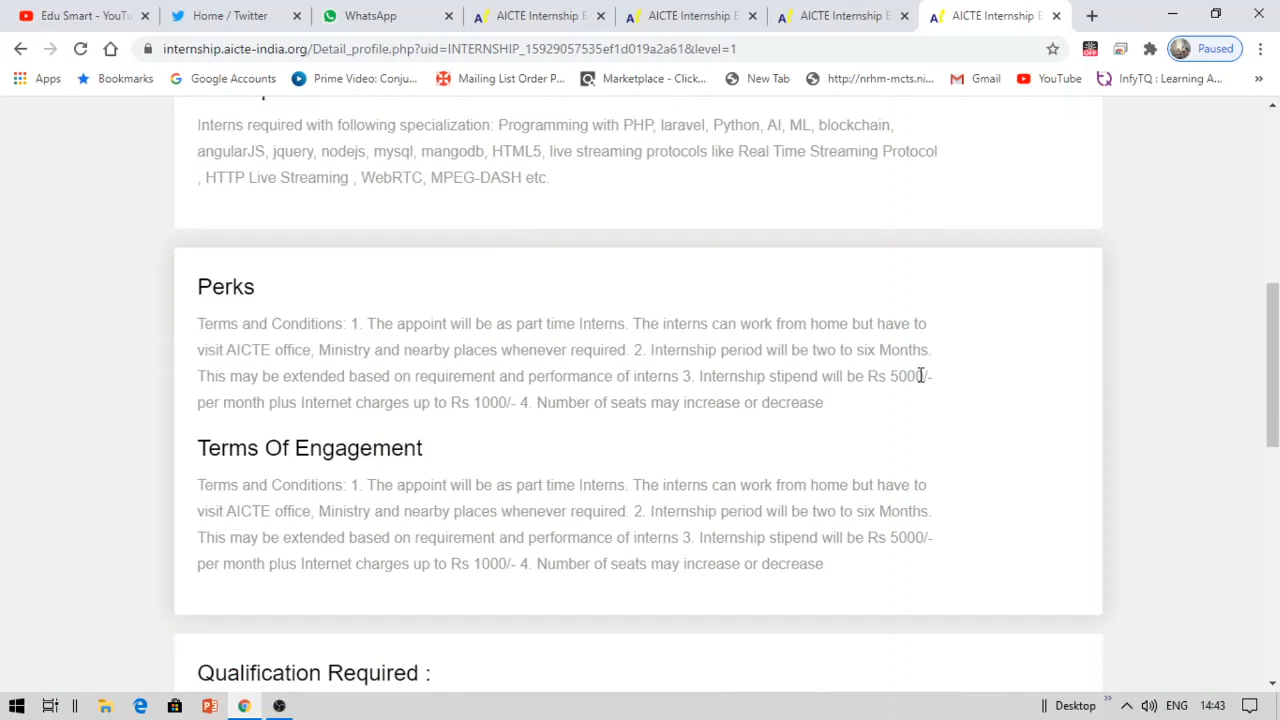 Edu Smart - YouTu
Home / Twitter
WhatsApp
AICTE Internship E
AICTE Internship E
AICTE Internship E
AICTE Internship E
internship.aicte-india.org/Detail_profile.php?uid=INTERNSHIP_15929057535ef1d019a2a61&level=1
OFF
Paused
Apps
Bookmarks
Google Accounts
Prime Video: Conju...
Mailing List Order P...
Marketplace - Click...
New Tab
http://nrhm-mcts.ni...
Gmail
YouTube
InfyTQ : Learning A...
Interns required with following specialization: Programming with PHP, laravel, Python, AI, ML, blockchain,
angularJS, jquery, nodejs, mysql, mangodb, HTML5, live streaming protocols like Real Time Streaming Protocol
, HTTP Live Streaming , WebRTC, MPEG-DASH etc.
Perks
Terms and Conditions: 1. The appoint will be as part time Interns. The interns can work from home but have to
visit AICTE office, Ministry and nearby places whenever required. 2. Internship period will be two to six Months.
This may be extended based on requirement and performance of interns 3. Internship stipend will be Rs 5000/-
per month plus Internet charges up to Rs 1000/- 4. Number of seats may increase or decrease
Terms Of Engagement
Terms and Conditions: 1. The appoint will be as part time Interns. The interns can work from home but have to
visit AICTE office, Ministry and nearby places whenever required. 2. Internship period will be two to six Months.
This may be extended based on requirement and performance of interns 3. Internship stipend will be Rs 5000/-
per month plus Internet charges up to Rs 1000/- 4. Number of seats may increase or decrease
Qualification Required :
Desktop
ENG
14:43